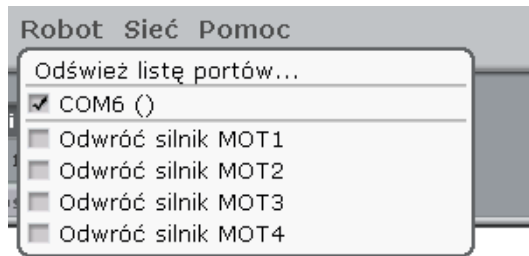 Robot Sieć Pomoc
Odśwież listę portów...
COM6 ()
Odwróć silnik MOT1
Odwróć silnik MOT2
Odwróć silnik MOT3
Odwróć silnik MOT4